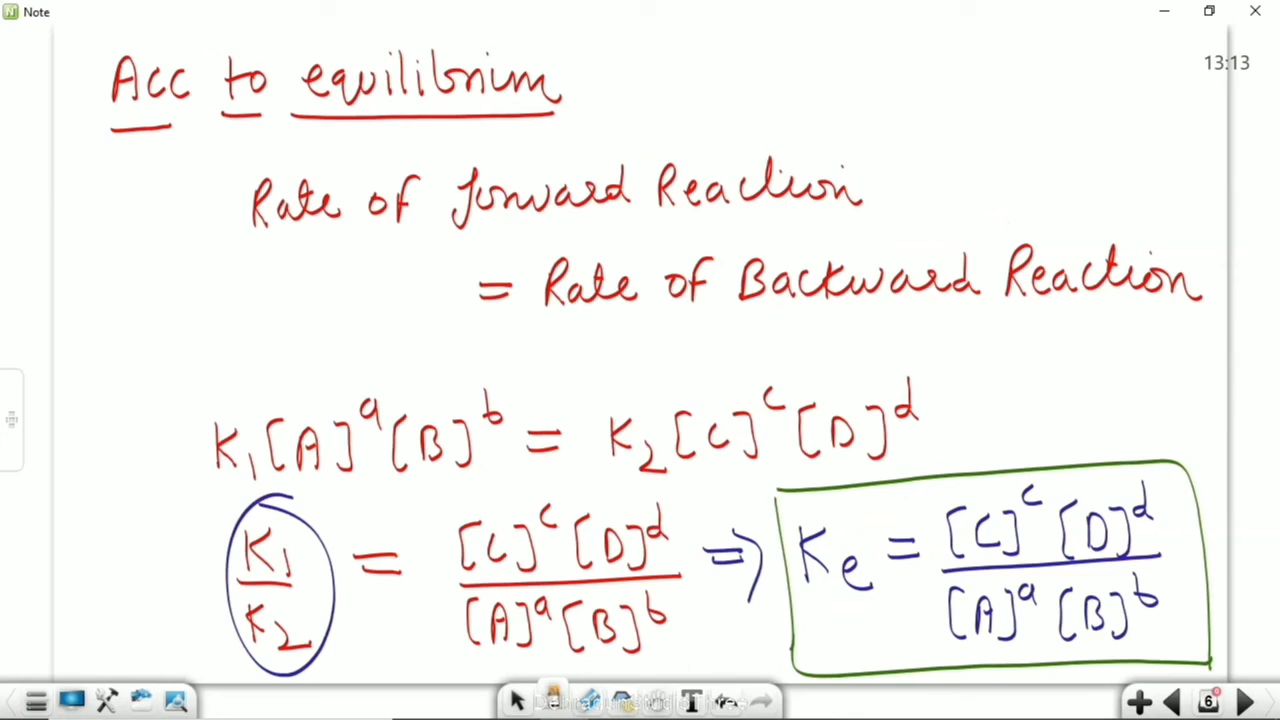 Note
13:13
Acc to equilibrium
Rate of forward Reaction
= Rate of Backward Reaction
K₁[A]ᵃ[B]ᵇ = K₂[C]ᶜ[D]ᵈ
K₁/K₂ = [C]ᶜ[D]ᵈ/[A]ᵃ[B]ᵇ ⇒ Kₑ = [C]ᶜ[D]ᵈ/[A]ᵃ[B]ᵇ
T
6